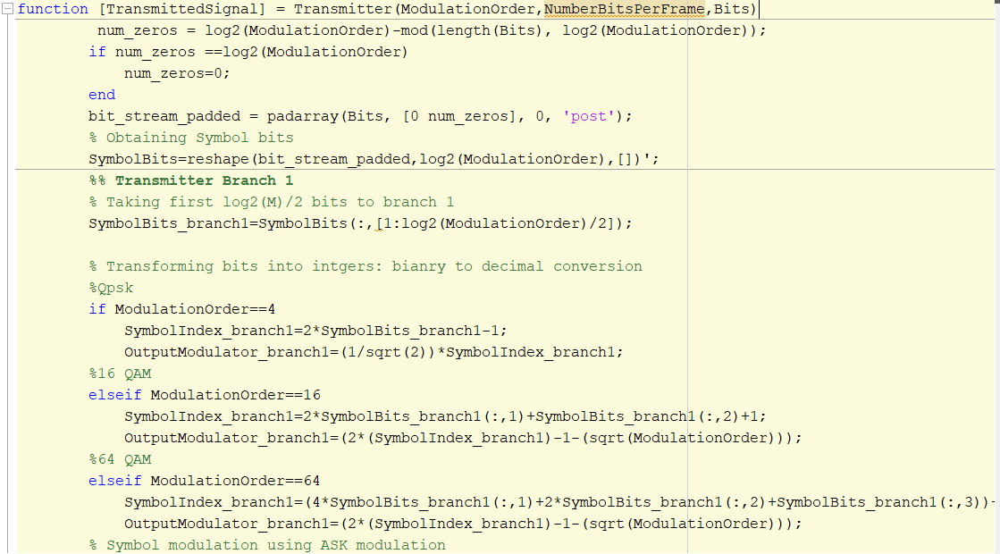 function [TransmittedSignal] = Transmitter(ModulationOrder,NumberBitsPerFrame,Bits)
num_zeros = log2(ModulationOrder)-mod(length(Bits), log2(ModulationOrder));
if num_zeros ==log2(ModulationOrder)
num_zeros=0;
end
bit_stream_padded = padarray(Bits, [0 num_zeros], 0, 'post');
% Obtaining Symbol bits
SymbolBits=reshape(bit_stream_padded,log2(ModulationOrder),[])';
%% Transmitter Branch 1
% Taking first log2(M)/2 bits to branch 1
SymbolBits_branch1=SymbolBits(:,[1:log2(ModulationOrder)/2]);
% Transforming bits into intgers: bianry to decimal conversion
%Qpsk
if ModulationOrder==4
SymbolIndex_branch1=2*SymbolBits_branch1-1;
OutputModulator_branch1=(1/sqrt(2))*SymbolIndex_branch1;
%16 QAM
elseif ModulationOrder==16
SymbolIndex_branch1=2*SymbolBits_branch1(:,1)+SymbolBits_branch1(:,2)+1;
OutputModulator_branch1=(2*(SymbolIndex_branch1)-1-(sqrt(ModulationOrder)));
%64 QAM
elseif ModulationOrder==64
SymbolIndex_branch1=(4*SymbolBits_branch1(:,1)+2*SymbolBits_branch1(:,2)+SymbolBits_branch1(:,3))
OutputModulator_branch1=(2*(SymbolIndex_branch1)-1-(sqrt(ModulationOrder)));
% Symbol modulation using ASK modulation